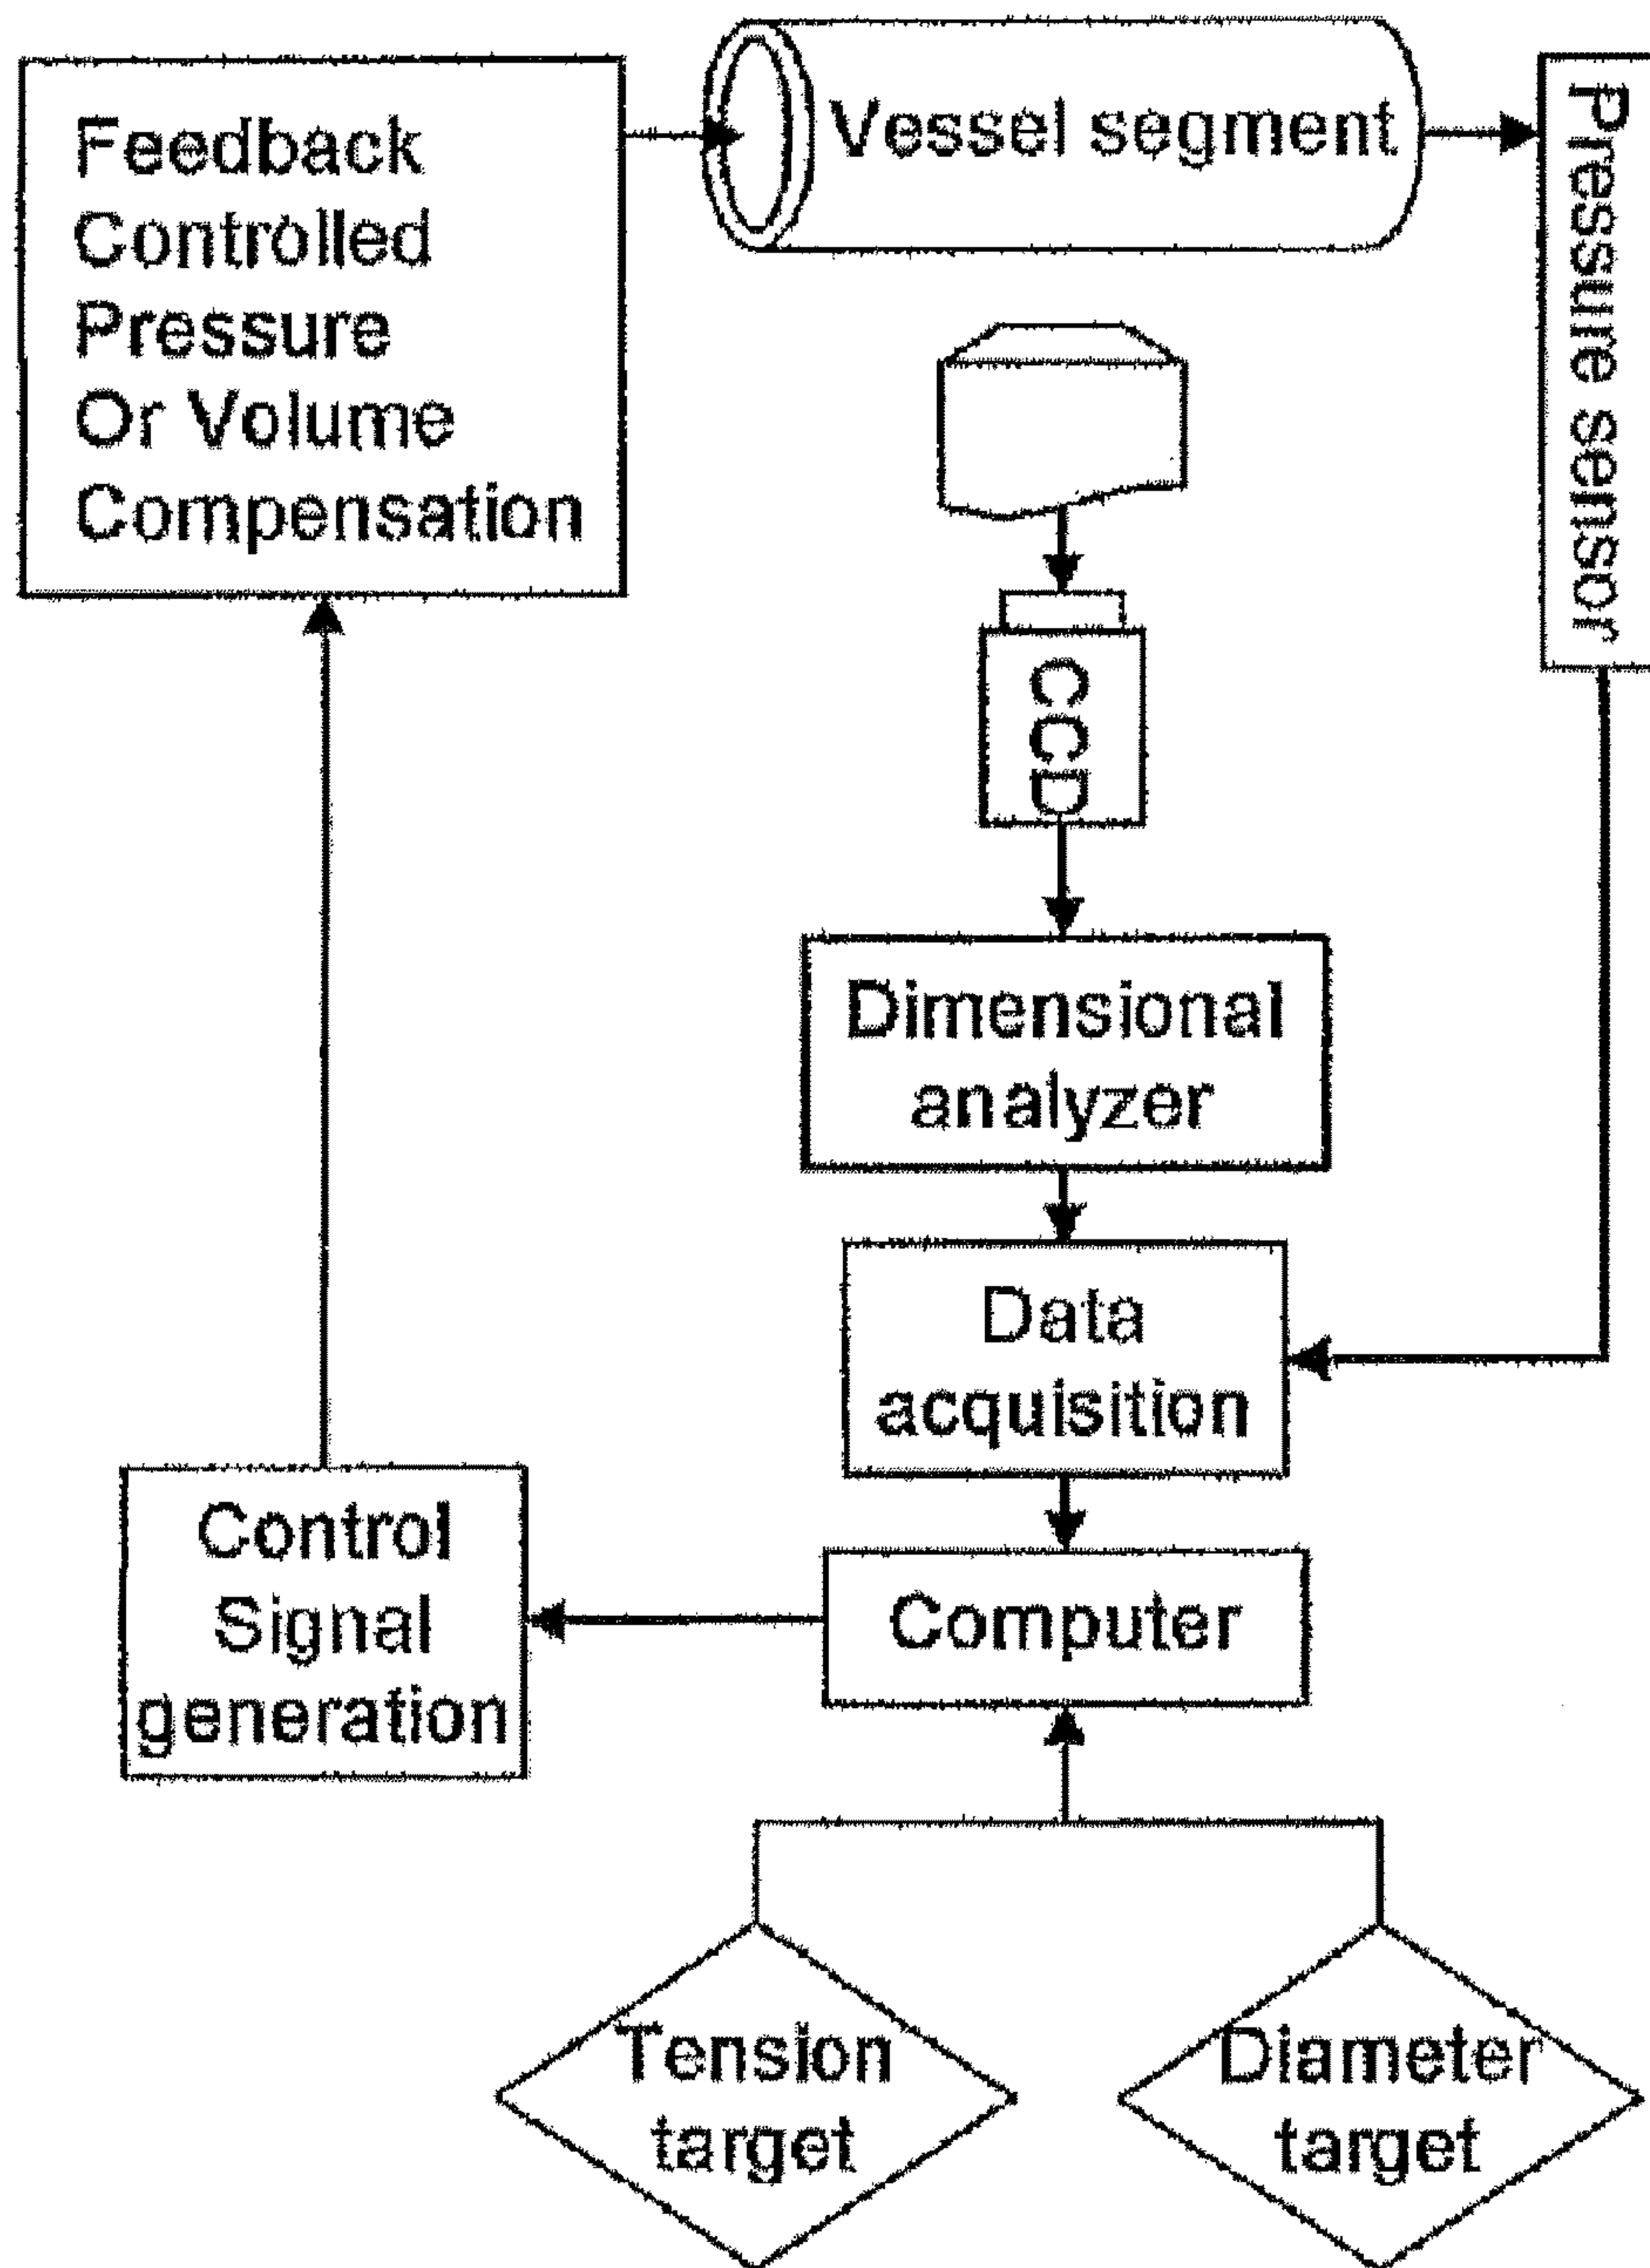 Feedback
Controlled
Pressure
Or Volume
Compensation
Vessel segment
Pressure sensor
CCD
Dimensional
analyzer
Data
acquisition
Control
Signal
generation
Computer
Tension
target
Diameter
target